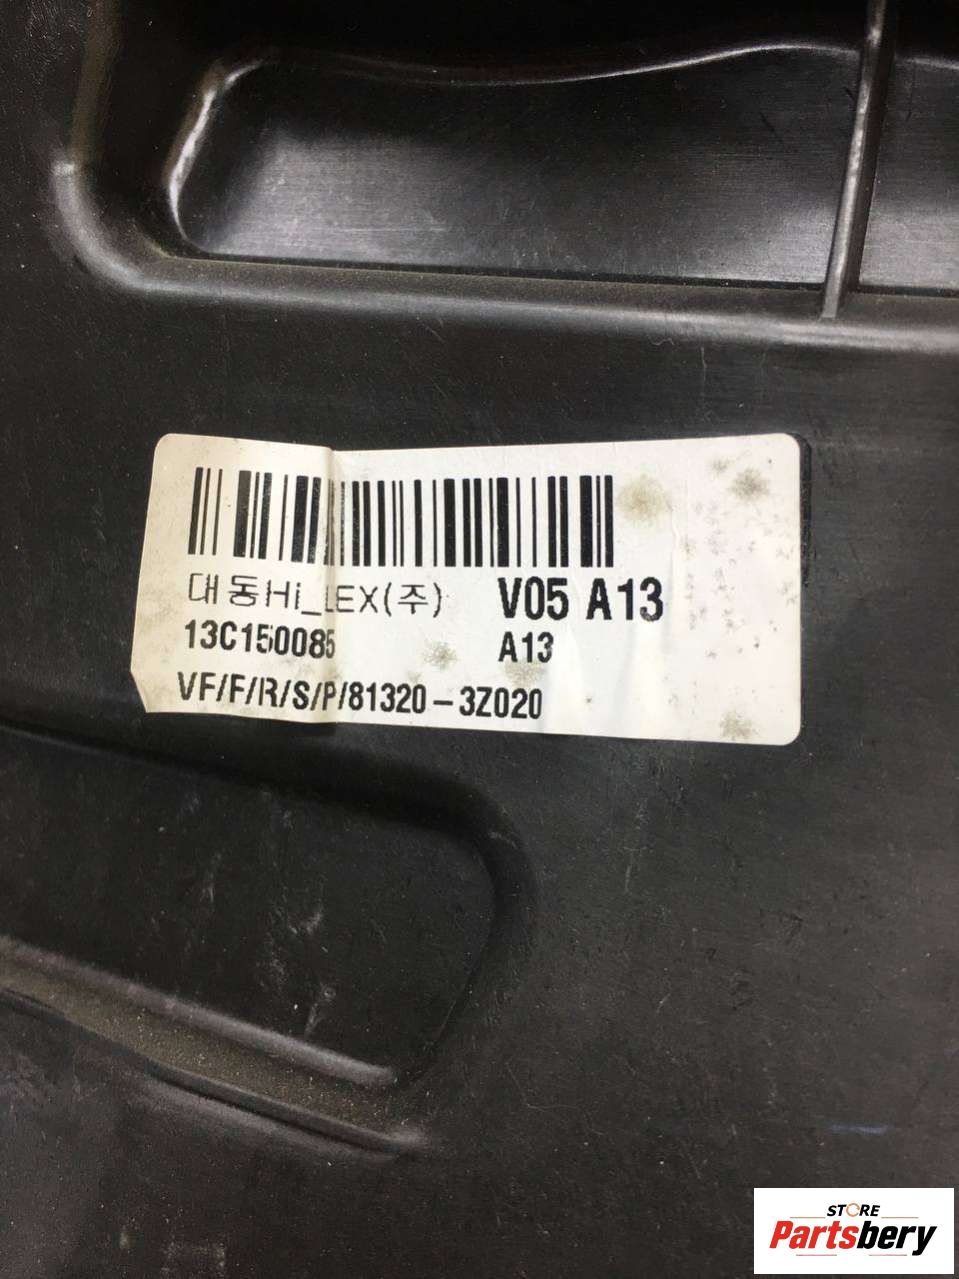 대동Hi_LEX(주) V05 A13
13C150085 A13
VF/F/R/S/P/81320-3Z020
STORE
Partsbery